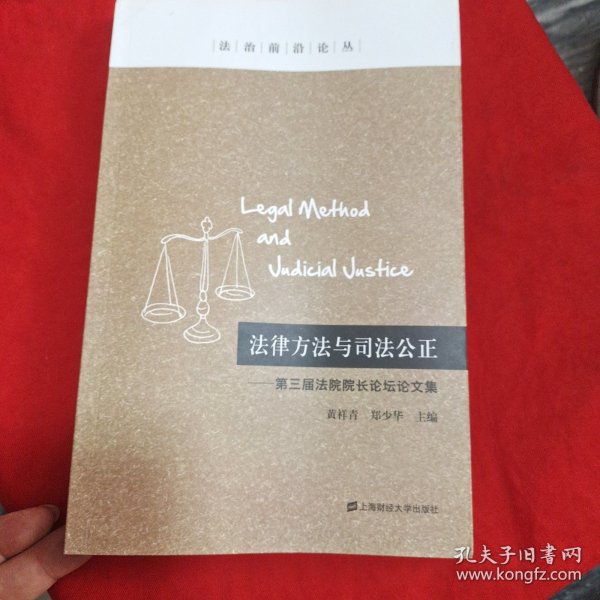 法治前沿论丛
Legal Method
and
Judicial Justice
法律方法与司法公正
——第三届法院院长论坛论文集
黄祥青 郑少华 主编
上海财经大学出版社
孔夫子旧书网
www.kongfz.com